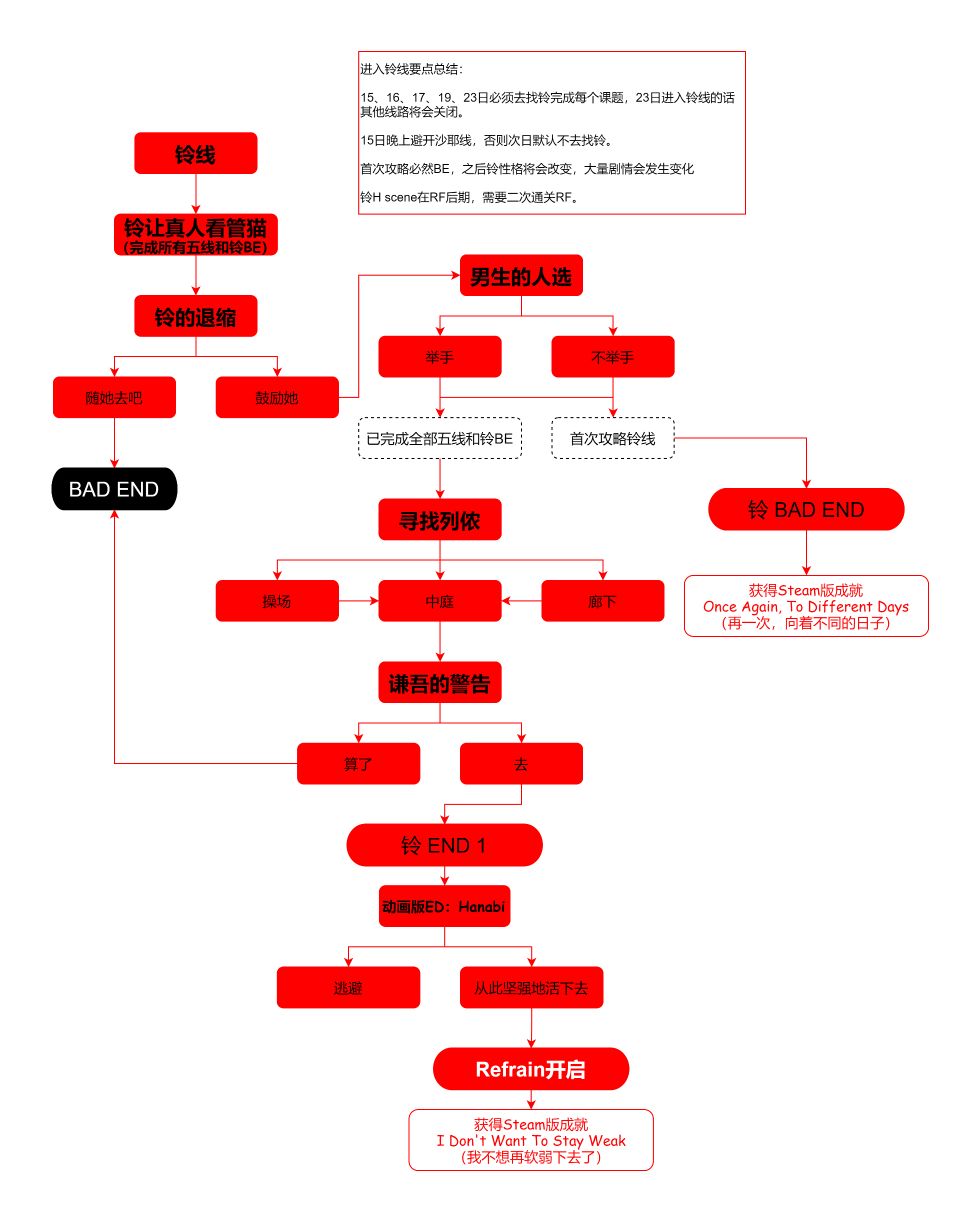 进入铃线要点总结：
15、16、17、19、23日必须去找铃完成每个课题，23日进入铃线的话
其他线路将会关闭。
15日晚上避开沙耶线，否则次日默认不去找铃。
首次攻略必然BE，之后铃性格将会改变，大量剧情会发生变化
铃H scene在RF后期，需要二次通关RF。
铃线
铃让真人看管猫
（完成所有五线和铃BE）
铃的退缩
随她去吧
鼓励她
BAD END
男生的人选
举手
不举手
已完成全部五线和铃BE
首次攻略铃线
铃 BAD END
获得Steam版成就
Once Again, To Different Days
（再一次，向着不同的日子）
寻找列侬
操场
中庭
廊下
谦吾的警告
算了
去
铃 END 1
动画版ED：Hanabi
逃避
从此坚强地活下去
Refrain开启
获得Steam版成就
I Don't Want To Stay Weak
（我不想再软弱下去了）